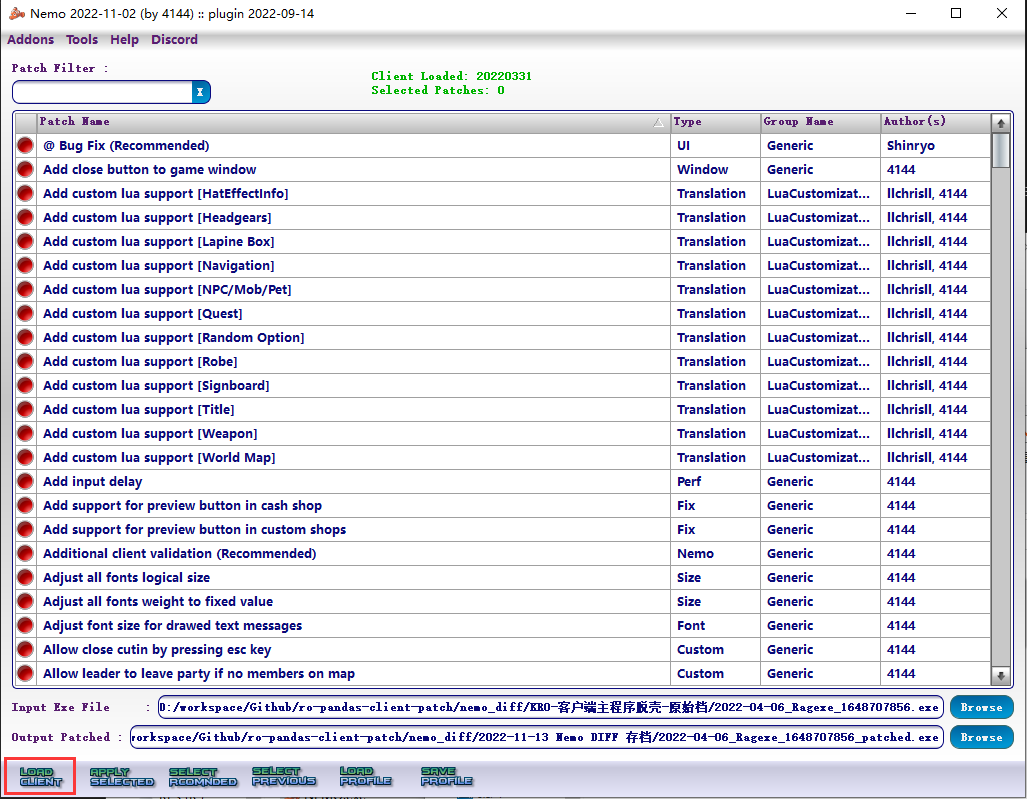 Nemo 2022-11-02 (by 4144) :: plugin 2022-09-14
Addons Tools Help Discord
Patch Filter :
X
Client Loaded: 20220331
Selected Patches: 0
Patch Name Type Group Name Author(s)
@ Bug Fix (Recommended) UI Generic Shinryo
Add close button to game window Window Generic 4144
Add custom lua support [HatEffectInfo] Translation LuaCustomizat... llchrisll, 4144
Add custom lua support [Headgears] Translation LuaCustomizat... llchrisll, 4144
Add custom lua support [Lapine Box] Translation LuaCustomizat... llchrisll, 4144
Add custom lua support [Navigation] Translation LuaCustomizat... llchrisll, 4144
Add custom lua support [NPC/Mob/Pet] Translation LuaCustomizat... llchrisll, 4144
Add custom lua support [Quest] Translation LuaCustomizat... llchrisll, 4144
Add custom lua support [Random Option] Translation LuaCustomizat... llchrisll, 4144
Add custom lua support [Robe] Translation LuaCustomizat... llchrisll, 4144
Add custom lua support [Signboard] Translation LuaCustomizat... llchrisll, 4144
Add custom lua support [Title] Translation LuaCustomizat... llchrisll, 4144
Add custom lua support [Weapon] Translation LuaCustomizat... llchrisll, 4144
Add custom lua support [World Map] Translation LuaCustomizat... llchrisll, 4144
Add input delay Perf Generic 4144
Add support for preview button in cash shop Fix Generic 4144
Add support for preview button in custom shops Fix Generic 4144
Additional client validation (Recommended) Nemo Generic 4144
Adjust all fonts logical size Size Generic 4144
Adjust all fonts weight to fixed value Size Generic 4144
Adjust font size for drawed text messages Font Generic 4144
Allow close cutin by pressing esc key Custom Generic 4144
Allow leader to leave party if no members on map Custom Generic 4144
Input Exe File : D:/workspace/Github/ro-pandas-client-patch/nemo_diff/KRO-客户端主程序脱壳-原始档/2022-04-06_Ragexe_1648707856.exe Browse
Output Patched : orkspace/Github/ro-pandas-client-patch/nemo_diff/2022-11-13 Nemo DIFF 存档/2022-04-06_Ragexe_1648707856_patched.exe Browse
LOAD CLIENT APPLY SELECTED SELECT RCOMNDED SELECT PREVIOUS LOAD PROFILE SAVE PROFILE